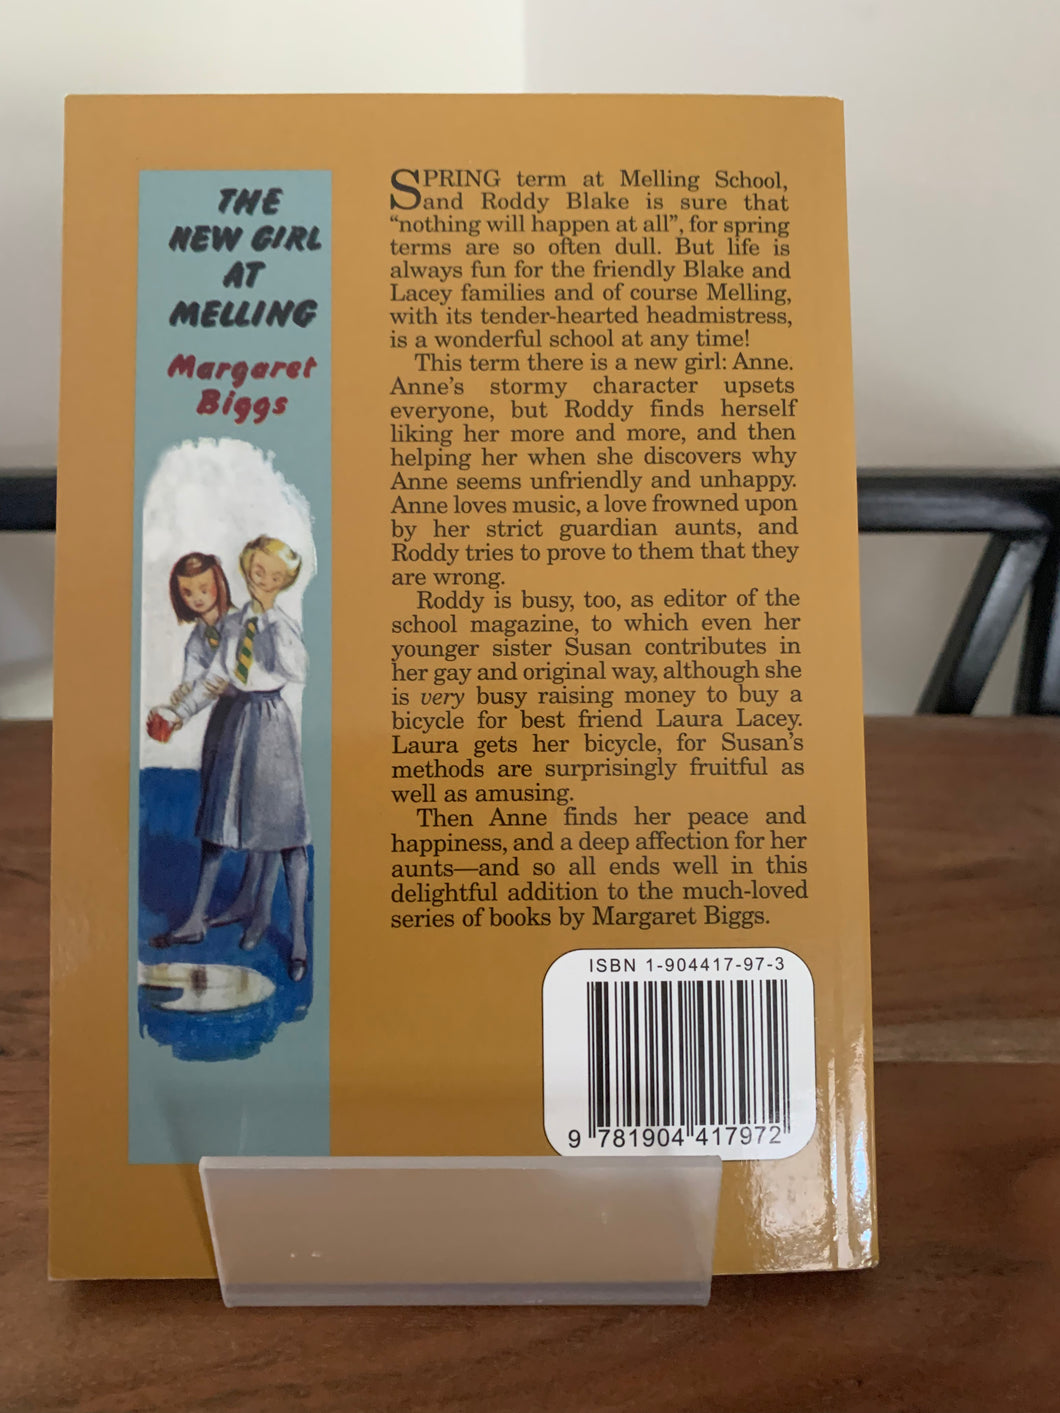 THE
NEW GIRL
AT
MELLING
Margaret
Biggs
SPRING term at Melling School,
and Roddy Blake is sure that
“nothing will happen at all”, for spring
terms are so often dull. But life is
always fun for the friendly Blake and
Lacey families and of course Melling,
with its tender-hearted headmistress,
is a wonderful school at any time!
This term there is a new girl: Anne.
Anne’s stormy character upsets
everyone, but Roddy finds herself
liking her more and more, and then
helping her when she discovers why
Anne seems unfriendly and unhappy.
Anne loves music, a love frowned upon
by her strict guardian aunts, and
Roddy tries to prove to them that they
are wrong.
Roddy is busy, too, as editor of the
school magazine, to which even her
younger sister Susan contributes in
her gay and original way, although she
is very busy raising money to buy a
bicycle for best friend Laura Lacey.
Laura gets her bicycle, for Susan’s
methods are surprisingly fruitful as
well as amusing.
Then Anne finds her peace and
happiness, and a deep affection for her
aunts—and so all ends well in this
delightful addition to the much-loved
series of books by Margaret Biggs.
ISBN 1-904417-97-3
9 781904 417972